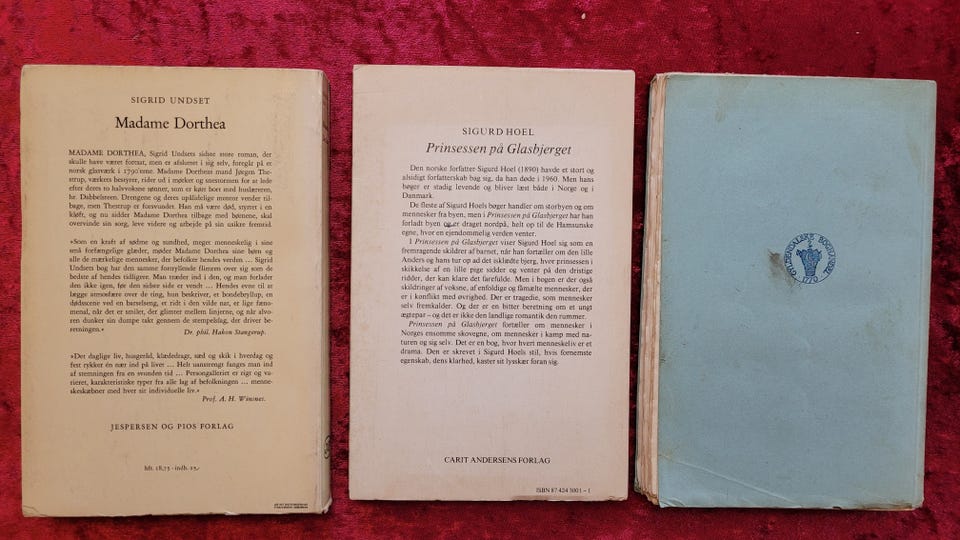 SIGRID UNDSET
Madame Dorthea
MADAME DORTHEA, Sigrid Undsets sidste store roman, der
skulle have været fortsat, men er afsluttet i sig selv, foregår på et
norsk glasværk i 1790'erne. Madame Dortheas mand Jørgen The-
strup, værkets bestyrer, rider ud i mørket og snestormen for at lede
efter deres to halvvoksne sønner, som er kørt bort med huslæreren,
hr. Dabbelsteen. Drengene og deres upålidelige mentor vender til-
bage, men Thestrup er forsvundet. Han må være død, styrtet i en
kløft, og nu sidder Madame Dorthea tilbage med børnene, skal
overvinde sin sorg, leve videre og arbejde på sin usikre fremtid.
»Som en kraft af sødme og sundhed, meget menneskelig i sine
små forfængelige glæder, møder Madame Dorthea sine børn og
alle de mærkelige mennesker, der befolker hendes verden ... Sigrid
Undsets bog har den samme fortryllende flimren over sig som de
bedste af hendes tidligere. Man træder ind i den, og man forlader
den ikke igen, før den sidste side er vendt ... Hendes evne til at
lægge atmosfære over de ting, hun beskriver, et bondebryllup, en
dødsscene ved en barselseng, et ridt i den vilde nat, er lige fæno-
menal, når det er smilet, der glimter mellem linjerne, og når alvo-
ren dunker sin dumpe takt gennem de stempelslag, der driver be-
retningen.«
Dr. phil. Hakon Stangerup.
»Det daglige liv, husgeråd, klædedragt, sæd og skik i hverdag og
fest rykker én nær ind på livet ... Helt usnstrengt fanges man ind
af stemningen fra en svunden tid ... Persongalleriet er rigt og va-
rieret, karakteristiske typer fra alle lag af befolkningen ... menne-
skeskæbner med hver sit individuelle liv.«
Prof. A. H. Winsnes.
JESPERSEN OG PIOS FORLAG
hft. 18,75 · indb. 25,-
SIGURD HOEL
Prinsessen på Glasbjerget
Den norske forfatter Sigurd Hoel (1890) havde et stort og
alsidigt forfatterskab bag sig, da han døde i 1960. Men hans
bøger er stadig levende og bliver læst både i Norge og i
Danmark.
De fleste af Sigurd Hoels bøger handler om storbyen og om
mennesker fra byen, men i Prinsessen på Glasbjerget har han
forladt byen og er draget nordpå, helt op til de Hamsunske
egne, hvor en ejendommelig verden venter.
I Prinsessen på Glasbjerget viser Sigurd Hoel sig som en
fremragende skildrer af barnet, når han fortæller om den lille
Anders og hans tur op ad det isklædte bjerg, hvor prinsessen i
skikkelse af en lille pige sidder og venter på den dristige
ridder, der kan klare det farefulde. Men i bogen er der også
skildringer af voksne, af enfoldige og fåmælte mennesker, der
er i konflikt med øvrighed. Der er tragedie, som mennesker
selv fremkalder. Og der er en bitter beretning om et ungt
ægtepar – og det er ikke den landlige romantik den rummer.
Prinsessen på Glasbjerget fortæller om mennesker i
Norges ensomme skovegne, om mennesker i kamp med na-
turen og sig selv. Det er en bog, hvor hvert menneskeliv er et
drama. Den er skrevet i Sigurd Hoels stil, hvis fornemste
egenskab, dens klarhed, kaster sit lysskær foran sig.
CARIT ANDERSENS FORLAG
ISBN 87 424 5001 – 1
GYLDENDALSKE BOGHANDEL
1770